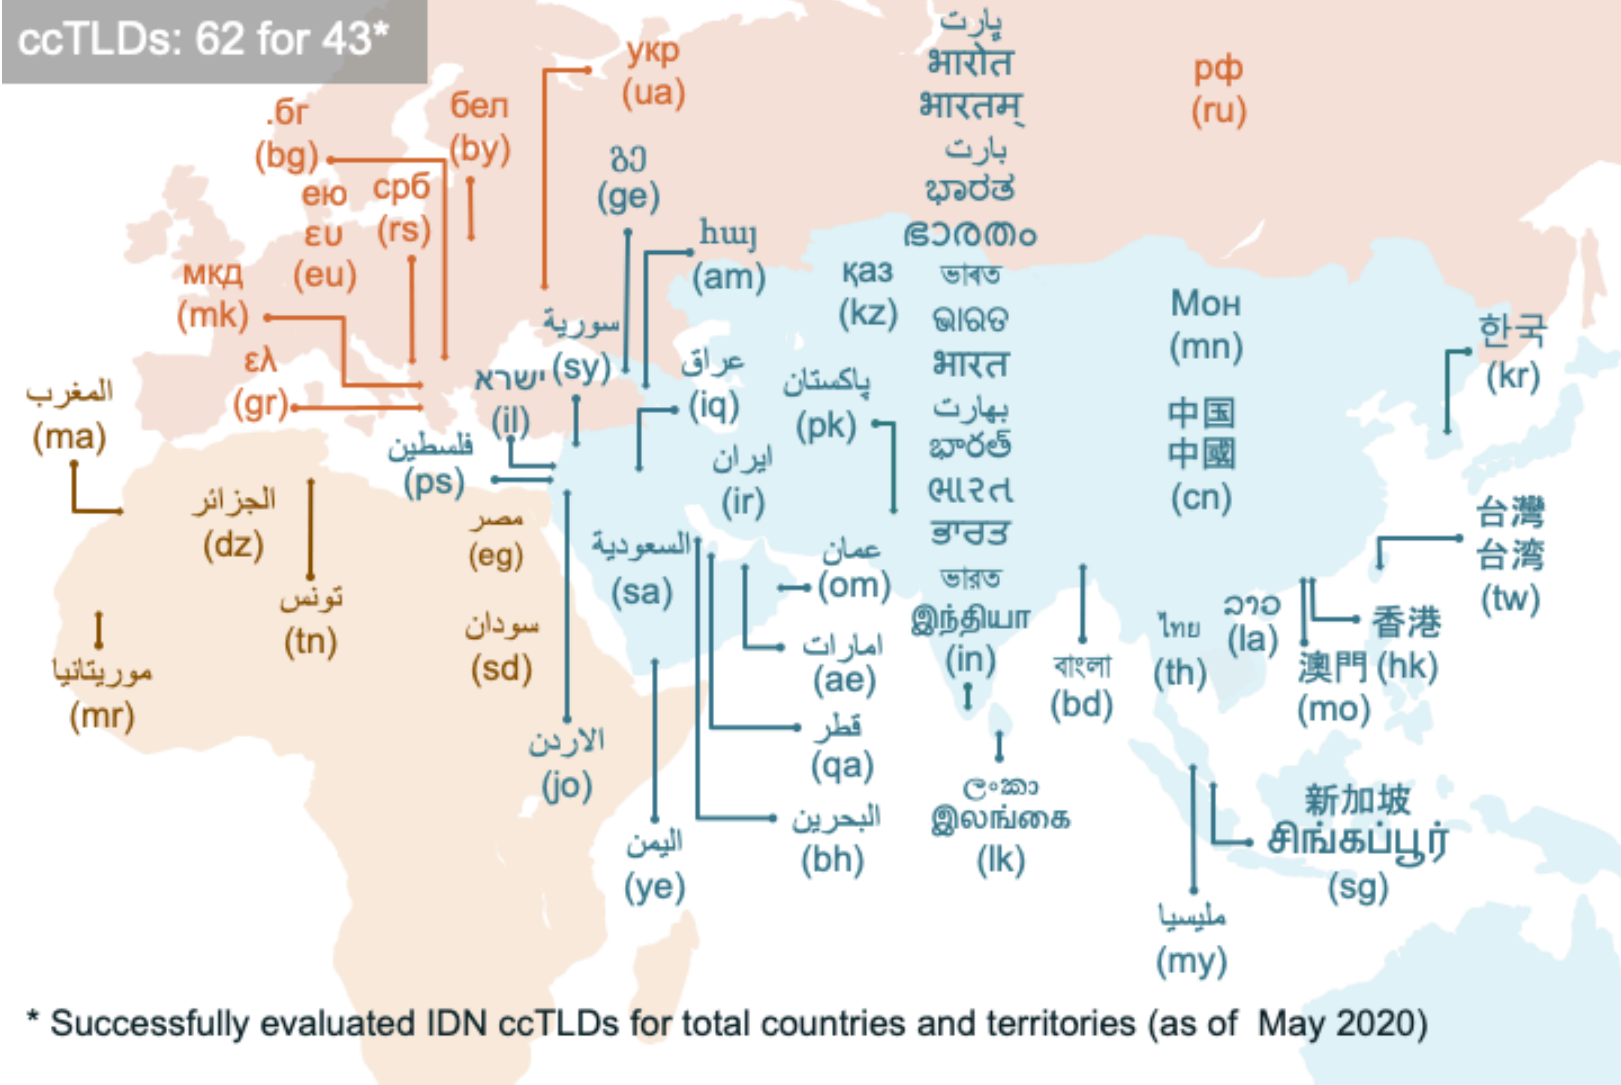 ccTLDs: 62 for 43*
.бг
(bg)
бел
(by)
ею
ευ
(eu)
срб
(rs)
мкд
(mk)
ελ
(gr)
укр
(ua)
рф
(ru)
გე
(ge)
հայ
(am)
қаз
(kz)
پارت
भारोत
भारतम्
بارت
ಭಾರತ
ഭാരതം
ভাৰত
ଭାରତ
भारत
بھارت
భారత్
ભારત
ਭਾਰਤ
ভারত
இந்தியா
(in)
Мон
(mn)
中国
中國
(cn)
한국
(kr)
台灣
台湾
(tw)
香港
(hk)
澳門
(mo)
ລາວ
(la)
ไทย
(th)
বাংলা
(bd)
ලංකා
இலங்கை
(lk)
新加坡
சிங்கப்பூர்
(sg)
مليسيا
(my)
سورية
(sy)
ישרא
(il)
فلسطين
(ps)
عراق
(iq)
ایران
(ir)
پاکستان
(pk)
السعودية
(sa)
عمان
(om)
امارات
(ae)
قطر
(qa)
البحرين
(bh)
اليمن
(ye)
الاردن
(jo)
المغرب
(ma)
الجزائر
(dz)
تونس
(tn)
مصر
(eg)
سودان
(sd)
موريتانيا
(mr)
* Successfully evaluated IDN ccTLDs for total countries and territories (as of May 2020)